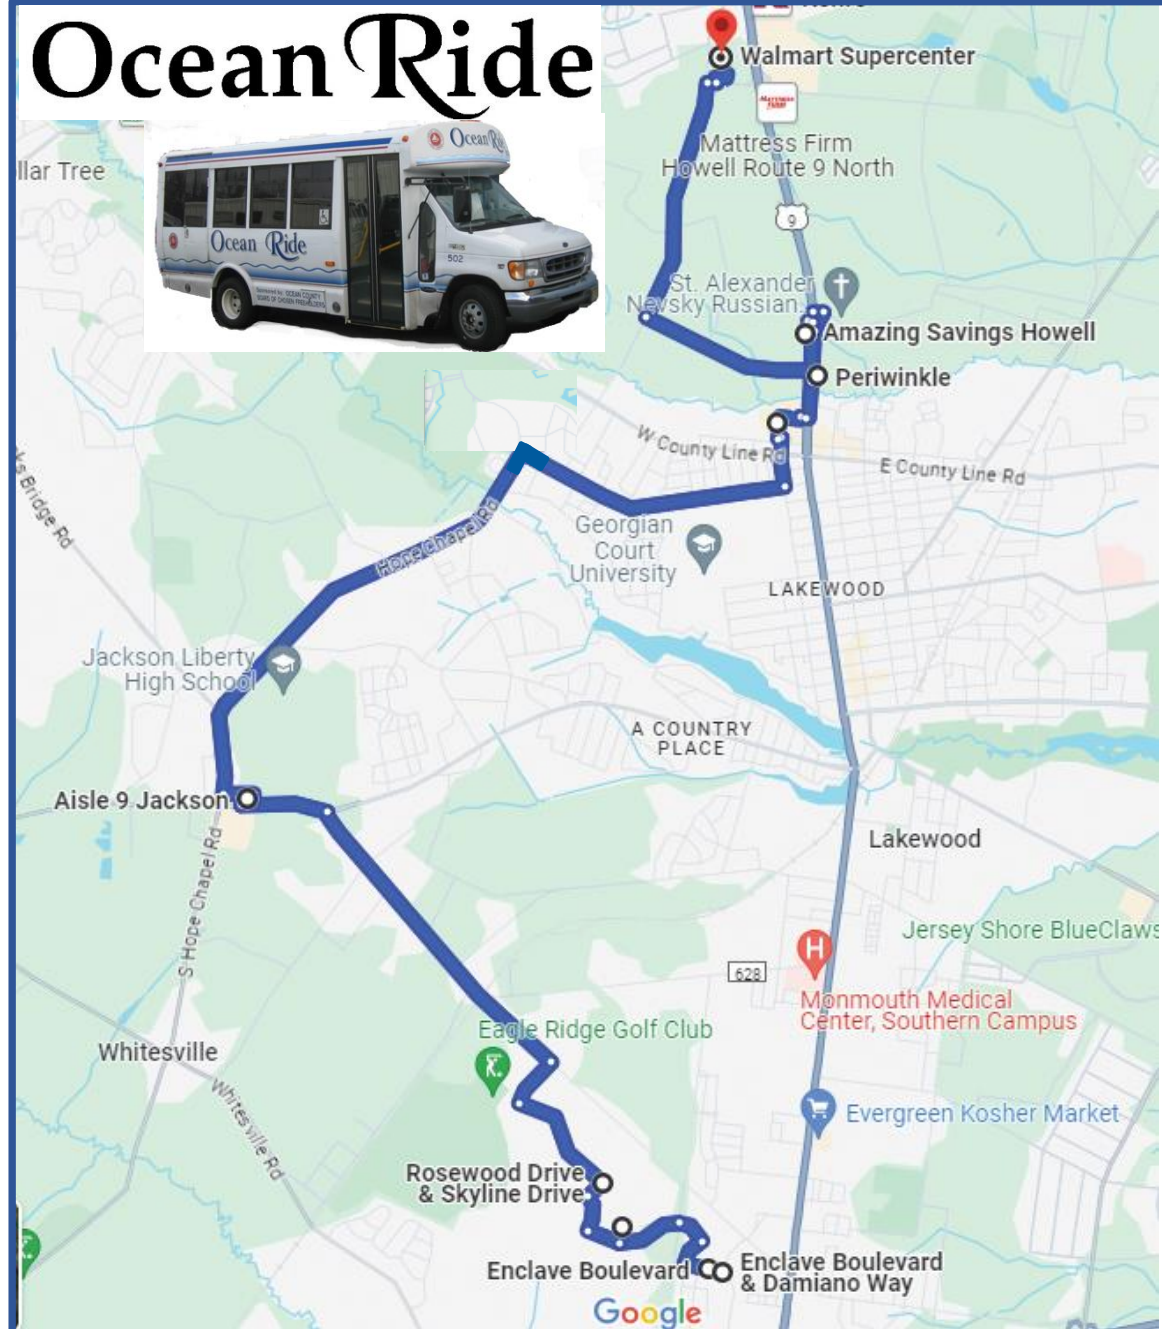 Ocean Ride
Walmart Supercenter
Mattress Firm
Howell Route 9 North
llar Tree
Ocean Ride
Ocean Ride
502
9
St. Alexander
Nevsky Russian...
Amazing Savings Howell
Periwinkle
W County Line Rd
E County Line Rd
ks Bridge Rd
Hope Chapel Rd
Georgian
Court
University
LAKEWOOD
Jackson Liberty
High School
A COUNTRY
PLACE
Aisle 9 Jackson
S Hope Chapel Rd
Lakewood
Jersey Shore BlueClaws
628
H
Monmouth Medical
Center, Southern Campus
Eagle Ridge Golf Club
Whitesville
Whitesville Rd
Evergreen Kosher Market
Rosewood Drive
& Skyline Drive
Enclave Boulevard
Enclave Boulevard
& Damiano Way
Google